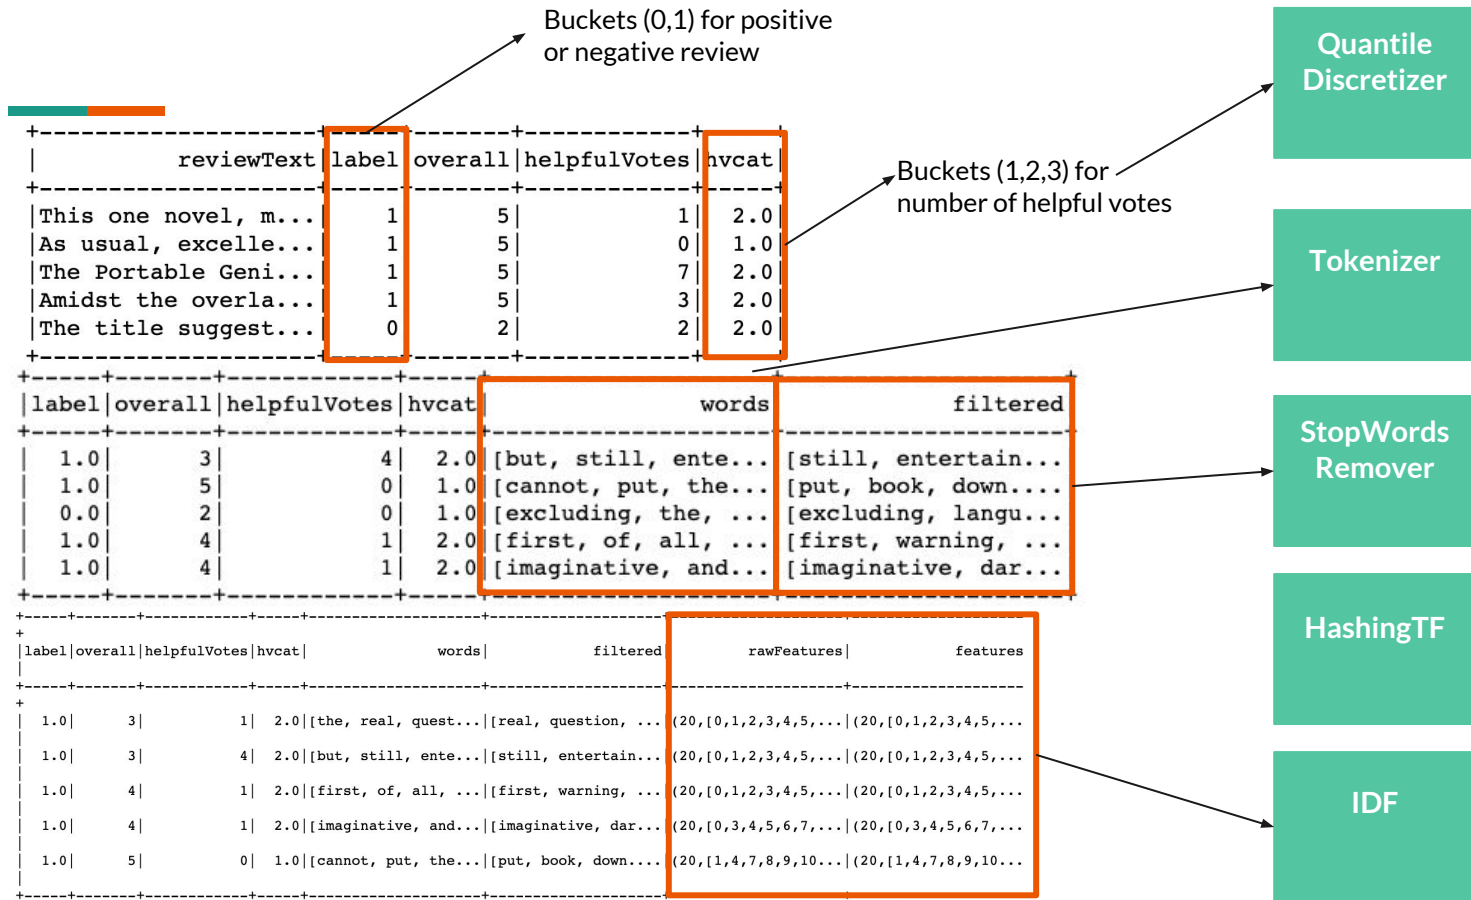 Buckets (0,1) for positive
or negative review
Quantile
Discretizer
+--------------------+-----+-------+------------+-----+
|          reviewText|label|overall|helpfulVotes|hvcat|
+--------------------+-----+-------+------------+-----+
|This one novel, m...|    1|      5|           1|  2.0|
|As usual, excelle...|    1|      5|           0|  1.0|
|The Portable Geni...|    1|      5|           7|  2.0|
|Amidst the overla...|    1|      5|           3|  2.0|
|The title suggest...|    0|      2|           2|  2.0|
+--------------------+-----+-------+------------+-----+
Buckets (1,2,3) for
number of helpful votes
Tokenizer
+-----+-------+------------+-----+--------------------+--------------------+
|label|overall|helpfulVotes|hvcat|               words|            filtered
+-----+-------+------------+-----+--------------------+--------------------+
|  1.0|      3|           4|  2.0|[but, still, ente...|[still, entertain...
|  1.0|      5|           0|  1.0|[cannot, put, the...|[put, book, down....
|  0.0|      2|           0|  1.0|[excluding, the, ...|[excluding, langu...
|  1.0|      4|           1|  2.0|[first, of, all, ...|[first, warning, ...
|  1.0|      4|           1|  2.0|[imaginative, and...|[imaginative, dar...
+-----+-------+------------+-----+--------------------+--------------------+
StopWords
Remover
+-----+-------+------------+-----+--------------------+--------------------+--------------------+--------------------
+
|label|overall|helpfulVotes|hvcat|               words|            filtered|         rawFeatures|            features
|
+-----+-------+------------+-----+--------------------+--------------------+--------------------+--------------------
+
|  1.0|      3|           1|  2.0|[the, real, quest...|[real, question, ...|(20,[0,1,2,3,4,5,...|(20,[0,1,2,3,4,5,...
|
|  1.0|      3|           4|  2.0|[but, still, ente...|[still, entertain...|(20,[0,1,2,3,4,5,...|(20,[0,1,2,3,4,5,...
|
|  1.0|      4|           1|  2.0|[first, of, all, ...|[first, warning, ...|(20,[0,1,2,3,4,5,...|(20,[0,1,2,3,4,5,...
|
|  1.0|      4|           1|  2.0|[imaginative, and...|[imaginative, dar...|(20,[0,3,4,5,6,7,...|(20,[0,3,4,5,6,7,...
|
|  1.0|      5|           0|  1.0|[cannot, put, the...|[put, book, down....|(20,[1,4,7,8,9,10...|(20,[1,4,7,8,9,10...
|
+-----+-------+------------+-----+--------------------+--------------------+--------------------+--------------------
HashingTF
IDF